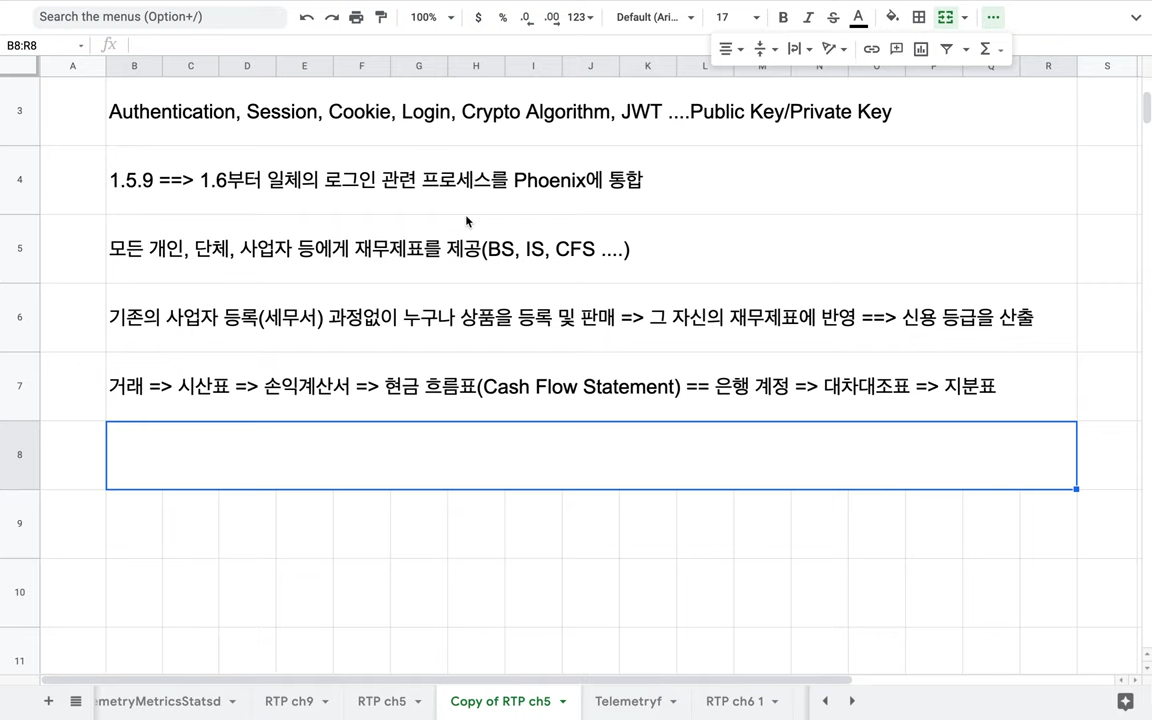 Search the menus (Option+/)
100%
$ % .0 .00 123
Default (Ari...
17
B I S A
B8:R8
fx
A B C D E F G H I J K L M N O P Q R S
3 Authentication, Session, Cookie, Login, Crypto Algorithm, JWT ....Public Key/Private Key
4 1.5.9 ==> 1.6부터 일체의 로그인 관련 프로세스를 Phoenix에 통합
5 모든 개인, 단체, 사업자 등에게 재무제표를 제공(BS, IS, CFS ....)
6 기존의 사업자 등록(세무서) 과정없이 누구나 상품을 등록 및 판매 => 그 자신의 재무제표에 반영 ==> 신용 등급을 산출
7 거래 => 시산표 => 손익계산서 => 현금 흐름표(Cash Flow Statement) == 은행 계정 => 대차대조표 => 지분표
8
9
10
11
emetryMetricsStatsd RTP ch9 RTP ch5 Copy of RTP ch5 Telemetryf RTP ch6 1